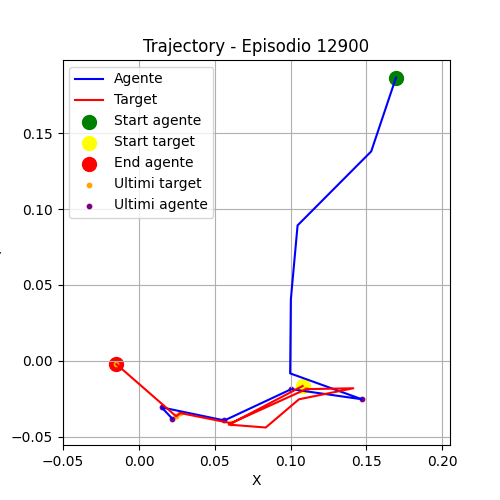 Trajectory - Episodio 12900
Agente
Target
Start agente
Start target
End agente
Ultimi target
Ultimi agente
0.15
0.10
0.05
0.00
−0.05
−0.05
0.00
0.05
0.10
0.15
0.20
X